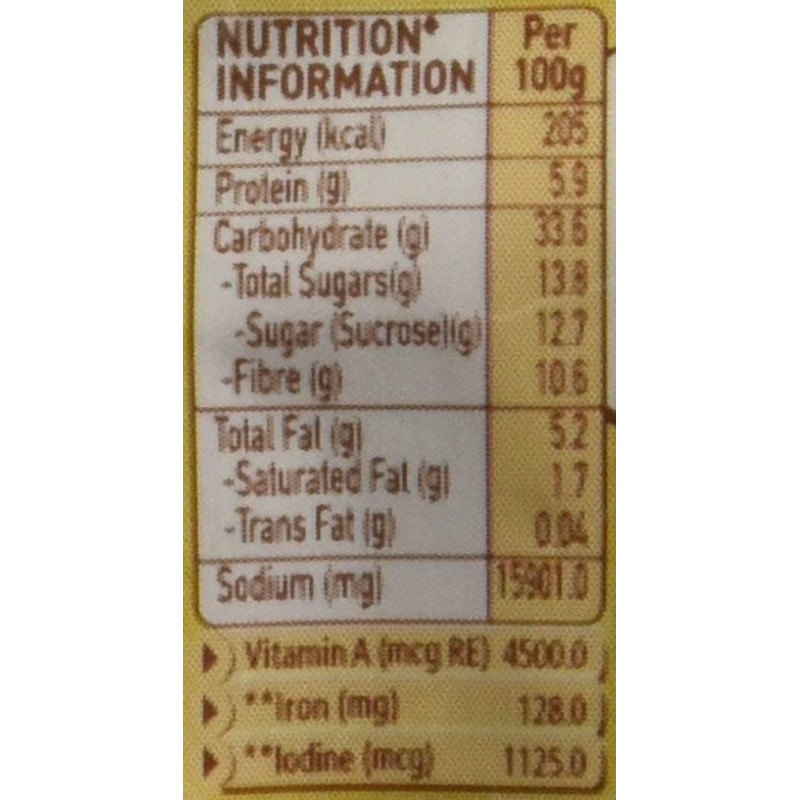 NUTRITION* Per
INFORMATION 100g
Energy (kcal) 205
Protein (g) 5.9
Carbohydrate (g) 33.6
-Total Sugars(g) 13.8
-Sugar (Sucrose)(g) 12.7
-Fibre (g) 10.6
Total Fat (g) 5.2
-Saturated Fat (g) 1.7
-Trans Fat (g) 0.04
Sodium (mg) 15901.0
Vitamin A (mcg RE) 4500.0
**Iron (mg) 128.0
**Iodine (mcg) 1125.0